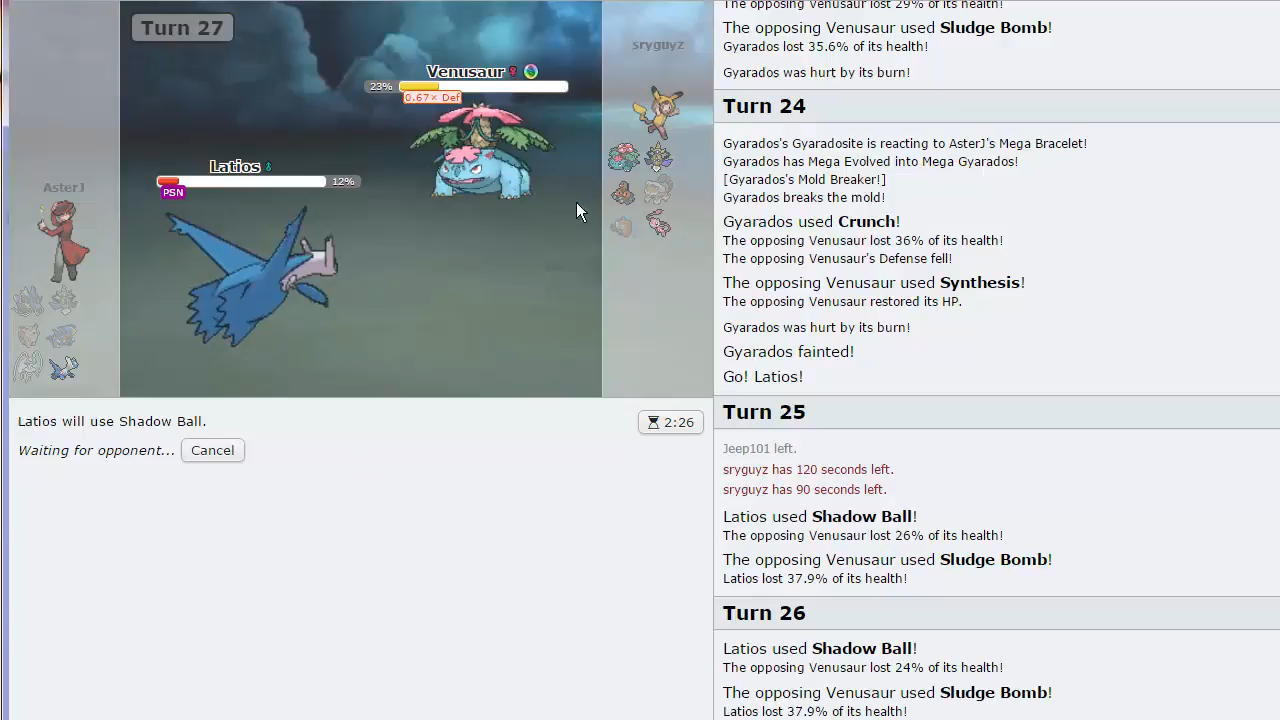 Turn 27
sryguyz
Venusaur
23%
0.67× Def
Latios
12%
PSN
AsterJ
Latios will use Shadow Ball.
2:26
Waiting for opponent... Cancel
The opposing Venusaur lost 29% of its health!
The opposing Venusaur used Sludge Bomb!
Gyarados lost 35.6% of its health!
Gyarados was hurt by its burn!
Turn 24
Gyarados's Gyaradosite is reacting to AsterJ's Mega Bracelet!
Gyarados has Mega Evolved into Mega Gyarados!
[Gyarados's Mold Breaker!]
Gyarados breaks the mold!
Gyarados used Crunch!
The opposing Venusaur lost 36% of its health!
The opposing Venusaur's Defense fell!
The opposing Venusaur used Synthesis!
The opposing Venusaur restored its HP.
Gyarados was hurt by its burn!
Gyarados fainted!
Go! Latios!
Turn 25
Jeep101 left.
sryguyz has 120 seconds left.
sryguyz has 90 seconds left.
Latios used Shadow Ball!
The opposing Venusaur lost 26% of its health!
The opposing Venusaur used Sludge Bomb!
Latios lost 37.9% of its health!
Turn 26
Latios used Shadow Ball!
The opposing Venusaur lost 24% of its health!
The opposing Venusaur used Sludge Bomb!
Latios lost 37.9% of its health!